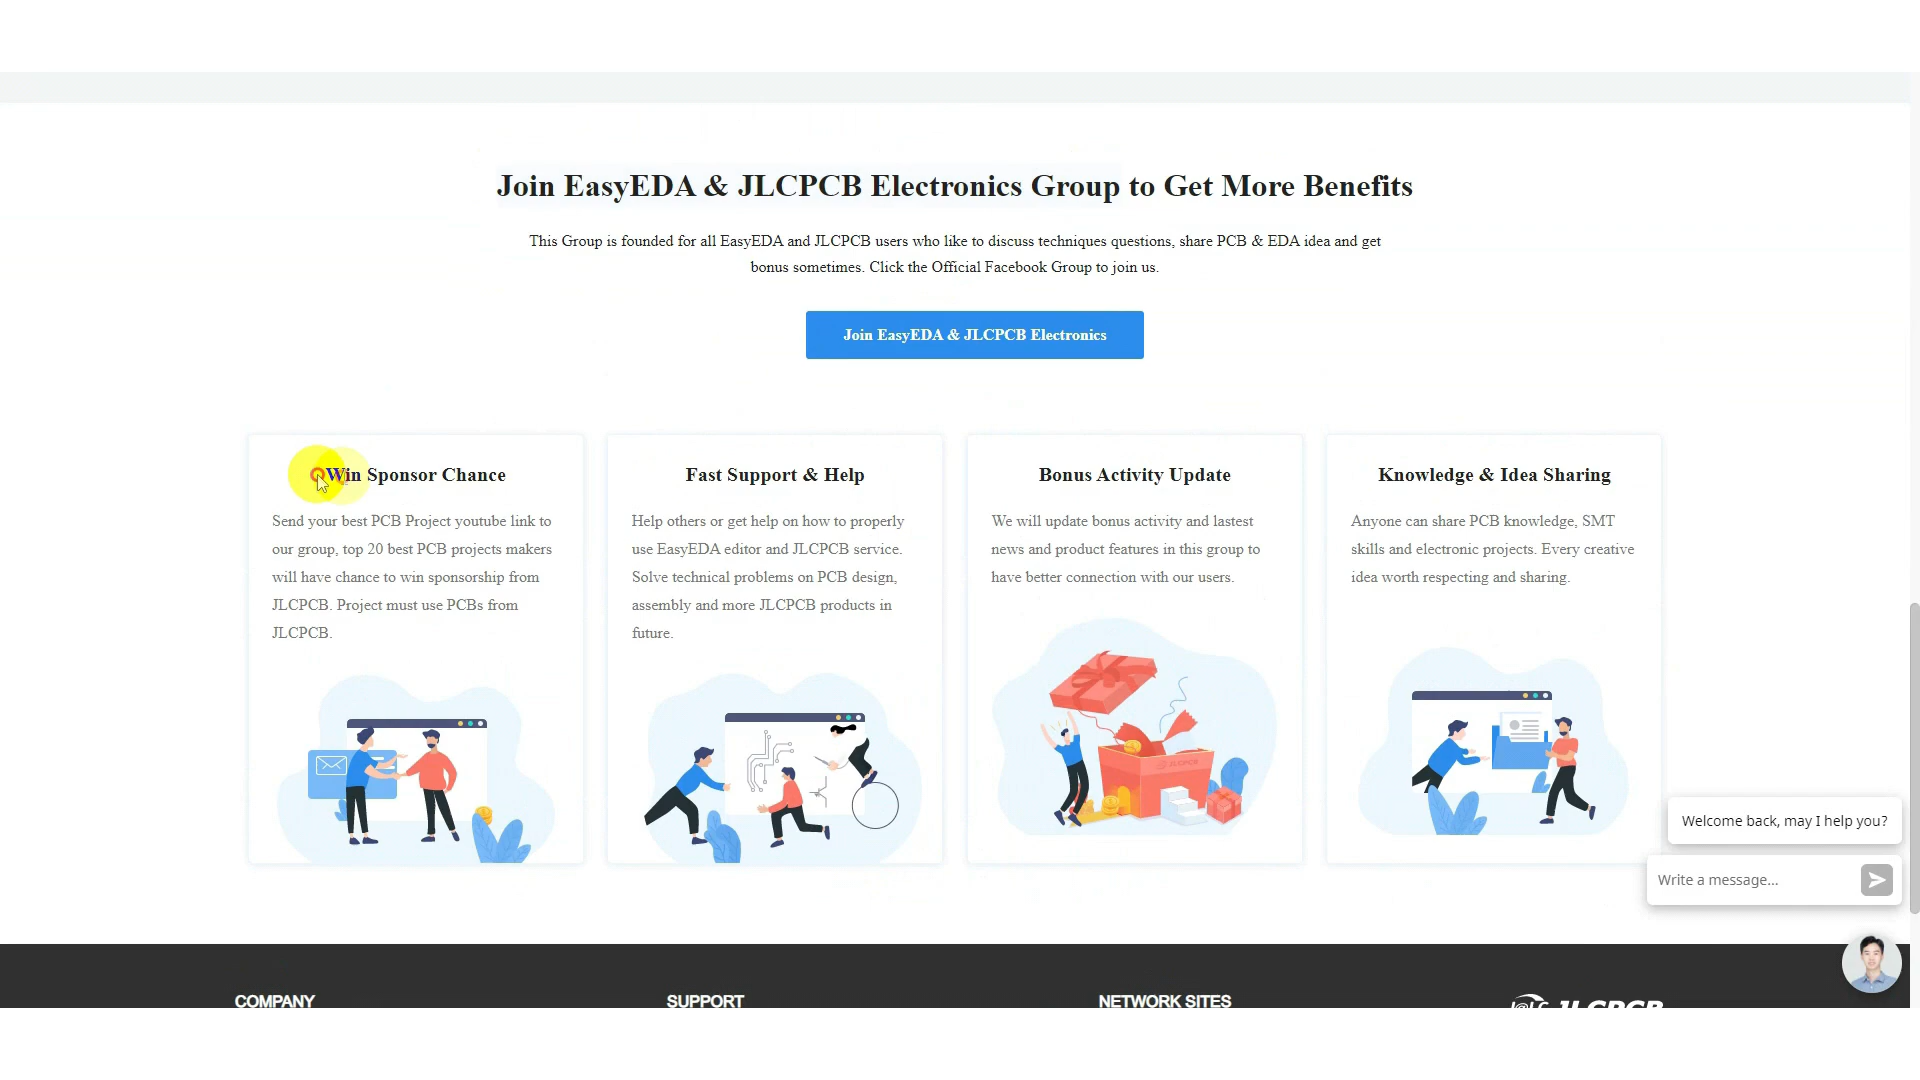 Join EasyEDA & JLCPCB Electronics Group to Get More Benefits
This Group is founded for all EasyEDA and JLCPCB users who like to discuss techniques questions, share PCB & EDA idea and get
bonus sometimes. Click the Official Facebook Group to join us.
Join EasyEDA & JLCPCB Electronics
Win Sponsor Chance
Send your best PCB Project youtube link to
our group, top 20 best PCB projects makers
will have chance to win sponsorship from
JLCPCB. Project must use PCBs from
JLCPCB.
Fast Support & Help
Help others or get help on how to properly
use EasyEDA editor and JLCPCB service.
Solve technical problems on PCB design,
assembly and more JLCPCB products in
future.
Bonus Activity Update
We will update bonus activity and lastest
news and product features in this group to
have better connection with our users.
JLCPCB
Knowledge & Idea Sharing
Anyone can share PCB knowledge, SMT
skills and electronic projects. Every creative
idea worth respecting and sharing.
Welcome back, may I help you?
Write a message...
COMPANY
SUPPORT
NETWORK SITES
JLCPCB